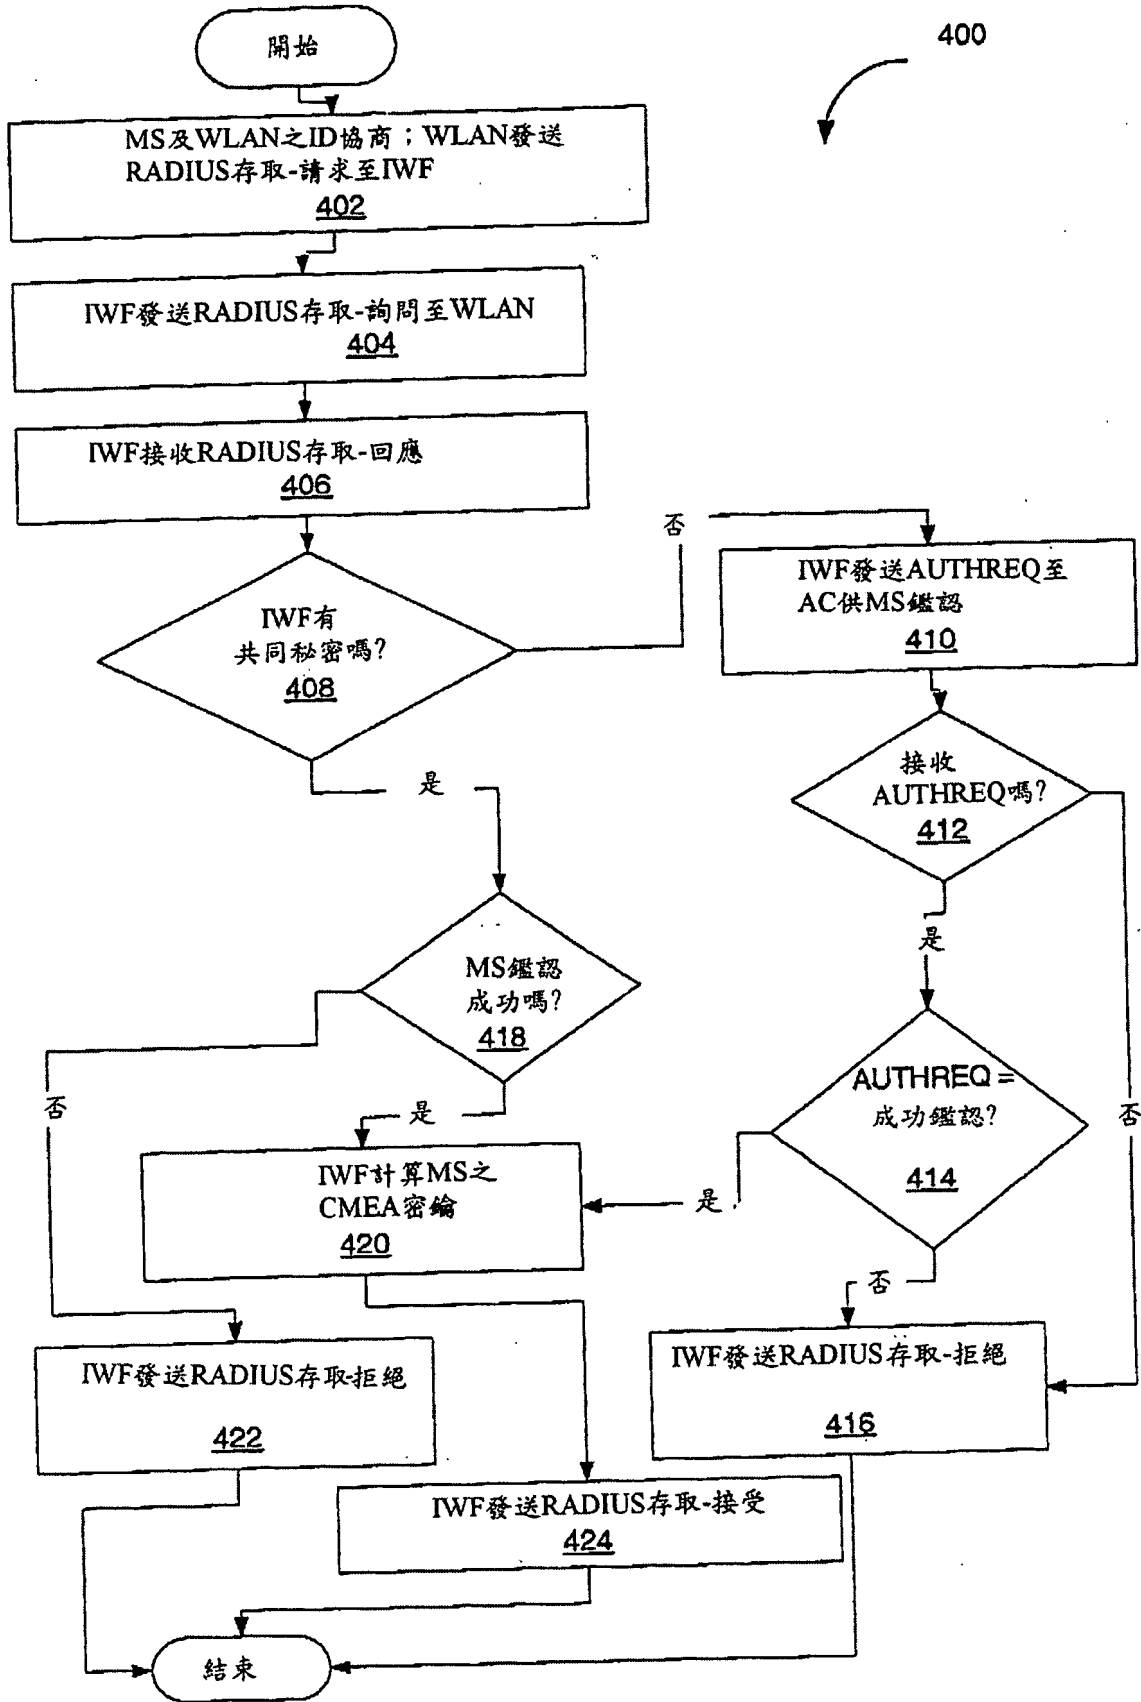 開始
400
MS及WLAN之ID協商；WLAN發送
RADIUS存取-請求至IWF
402
IWF發送RADIUS存取-詢問至WLAN
404
IWF接收RADIUS存取-回應
406
IWF有
共同秘密嗎?
408
否
IWF發送AUTHREQ至
AC供MS鑑認
410
接收
AUTHREQ嗎?
412
是
是
否
MS鑑認
成功嗎?
418
AUTHREQ =
成功鑑認?
414
否
是
是
IWF計算MS之
CMEA密鑰
420
否
IWF發送RADIUS存取-拒絕
422
IWF發送RADIUS存取-拒絕
416
IWF發送RADIUS存取-接受
424
結束